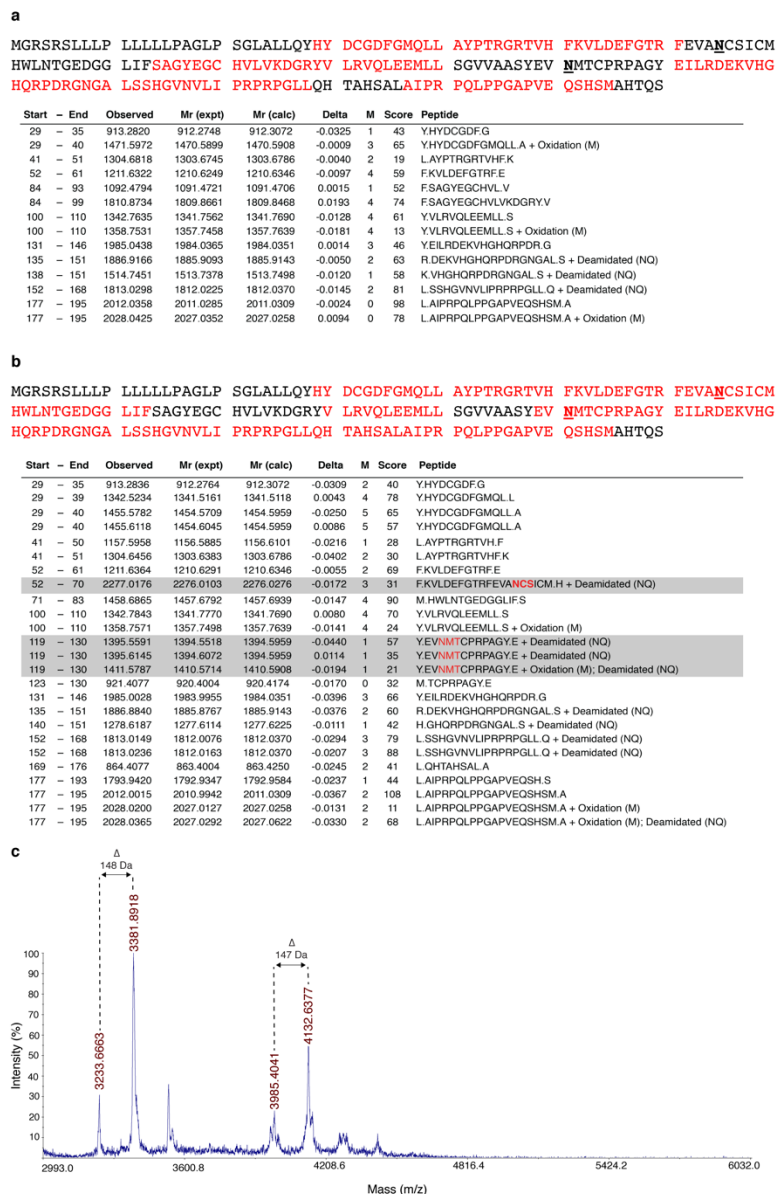 a
MGRSRSLLLP LLLLLPAGLP SGLALLQYHY DCGDFGMQLL AYPTRGRTVH FKVLDEFGTR FEVANCSICM
HWLNTGEDGG LIFSAGYEGC HVLVKDGRYV LRVQLEEMLL SGVVAASYEV NMTCPRPAGY EILRDEKVHG
HQRPDRGNGA LSSHGVNVLI PRPRPGLLQH TAHSALAIPR PQLPPGAPVE QSHSMAHTQS
Start – End Observed Mr (expt) Mr (calc) Delta M Score Peptide
29 – 35 913.2820 912.2748 912.3072 -0.0325 1 43 Y.HYDCGDF.G
29 – 40 1471.5972 1470.5899 1470.5908 -0.0009 3 65 Y.HYDCGDFGMQLL.A + Oxidation (M)
41 – 51 1304.6818 1303.6745 1303.6786 -0.0040 2 19 L.AYPTRGRTVHF.K
52 – 61 1211.6322 1210.6249 1210.6346 -0.0097 4 59 F.KVLDEFGTRF.E
84 – 93 1092.4794 1091.4721 1091.4706 0.0015 1 52 F.SAGYEGCHVL.V
84 – 99 1810.8734 1809.8661 1809.8468 0.0193 4 74 F.SAGYEGCHVLVKDGRY.V
100 – 110 1342.7635 1341.7562 1341.7690 -0.0128 4 61 Y.VLRVQLEEMLL.S
100 – 110 1358.7531 1357.7458 1357.7639 -0.0181 4 13 Y.VLRVQLEEMLL.S + Oxidation (M)
131 – 146 1985.0438 1984.0365 1984.0351 0.0014 3 46 Y.EILRDEKVHGHQRPDR.G
135 – 151 1886.9166 1885.9093 1885.9143 -0.0050 2 63 R.DEKVHGHQRPDRGNGAL.S + Deamidated (NQ)
138 – 151 1514.7451 1513.7378 1513.7498 -0.0120 1 58 K.VHGHQRPDRGNGAL.S + Deamidated (NQ)
152 – 168 1813.0298 1812.0225 1812.0370 -0.0145 2 81 L.SSHGVNVLIPRPRPGLL.Q + Deamidated (NQ)
177 – 195 2012.0358 2011.0285 2011.0309 -0.0024 0 98 L.AIPRPQLPPGAPVEQSHSM.A
177 – 195 2028.0425 2027.0352 2027.0258 0.0094 0 78 L.AIPRPQLPPGAPVEQSHSM.A + Oxidation (M)
b
MGRSRSLLLP LLLLLPAGLP SGLALLQYHY DCGDFGMQLL AYPTRGRTVH FKVLDEFGTR FEVANCSICM
HWLNTGEDGG LIFSAGYEGC HVLVKDGRYV LRVQLEEMLL SGVVAASYEV NMTCPRPAGY EILRDEKVHG
HQRPDRGNGA LSSHGVNVLI PRPRPGLLQH TAHSALAIPR PQLPPGAPVE QSHSMAHTQS
Start – End Observed Mr (expt) Mr (calc) Delta M Score Peptide
29 – 35 913.2836 912.2764 912.3072 -0.0309 2 40 Y.HYDCGDF.G
29 – 39 1342.5234 1341.5161 1341.5118 0.0043 4 78 Y.HYDCGDFGMQL.L
29 – 40 1455.5782 1454.5709 1454.5959 -0.0250 5 65 Y.HYDCGDFGMQLL.A
29 – 40 1455.6118 1454.6045 1454.5959 0.0086 5 57 Y.HYDCGDFGMQLL.A
41 – 51 1157.5958 1156.5885 1156.6101 -0.0216 1 28 L.AYPTRGRTVH.F
41 – 51 1304.6456 1303.6383 1303.6786 -0.0402 2 30 L.AYPTRGRTVHF.K
52 – 61 1211.6364 1210.6291 1210.6346 -0.0055 2 69 F.KVLDEFGTRF.E
52 – 70 2277.0176 2276.0103 2276.0276 -0.0172 3 31 F.KVLDEFGTRFEVANCSICM.H + Deamidated (NQ)
71 – 83 1458.6865 1457.6792 1457.6939 -0.0147 4 90 M.HWLNTGEDGGLIF.S
100 – 110 1342.7843 1341.7770 1341.7690 0.0080 4 70 Y.VLRVQLEEMLL.S
100 – 110 1358.7571 1357.7498 1357.7639 -0.0141 4 24 Y.VLRVQLEEMLL.S + Oxidation (M)
119 – 130 1395.5591 1394.5518 1394.5959 -0.0440 1 57 Y.EVNMTCPRPAGY.E + Deamidated (NQ)
119 – 130 1395.6145 1394.6072 1394.5959 0.0114 1 35 Y.EVNMTCPRPAGY.E + Deamidated (NQ)
119 – 130 1411.5787 1410.5714 1410.5908 -0.0194 1 21 Y.EVNMTCPRPAGY.E + Oxidation (M); Deamidated (NQ)
123 – 130 921.4077 920.4004 920.4174 -0.0170 0 32 M.TCPRPAGY.E
131 – 146 1985.0028 1983.9955 1984.0351 -0.0396 3 66 Y.EILRDEKVHGHQRPDR.G
135 – 151 1886.8840 1885.8767 1885.9143 -0.0376 2 60 R.DEKVHGHQRPDRGNGAL.S + Deamidated (NQ)
140 – 151 1278.6187 1277.6114 1277.6225 -0.0111 1 42 H.GHQRPDRGNGAL.S + Deamidated (NQ)
152 – 168 1813.0149 1812.0076 1812.0370 -0.0294 3 79 L.SSHGVNVLIPRPRPGLL.Q + Deamidated (NQ)
152 – 168 1813.0236 1812.0163 1812.0370 -0.0207 3 88 L.SSHGVNVLIPRPRPGLL.Q + Deamidated (NQ)
169 – 176 864.4077 863.4004 863.4250 -0.0245 2 41 L.QHTAHSAL.A
177 – 193 1793.9420 1792.9347 1792.9584 -0.0237 1 44 L.AIPRPQLPPGAPVEQSH.S
177 – 195 2012.0015 2010.9942 2011.0309 -0.0367 2 108 L.AIPRPQLPPGAPVEQSHSM.A
177 – 195 2028.0200 2027.0127 2027.0258 -0.0131 2 11 L.AIPRPQLPPGAPVEQSHSM.A + Oxidation (M)
177 – 195 2028.0365 2027.0292 2027.0622 -0.0330 2 68 L.AIPRPQLPPGAPVEQSHSM.A + Oxidation (M); Deamidated (NQ)
c
Δ
148 Da
3381.8918
Δ
147 Da
4132.6377
3233.6663
3985.4041
100
90
80
70
60
50
40
30
20
10
Intensity (%)
2993.0 3600.8 4208.6 4816.4 5424.2 6032.0
Mass (m/z)